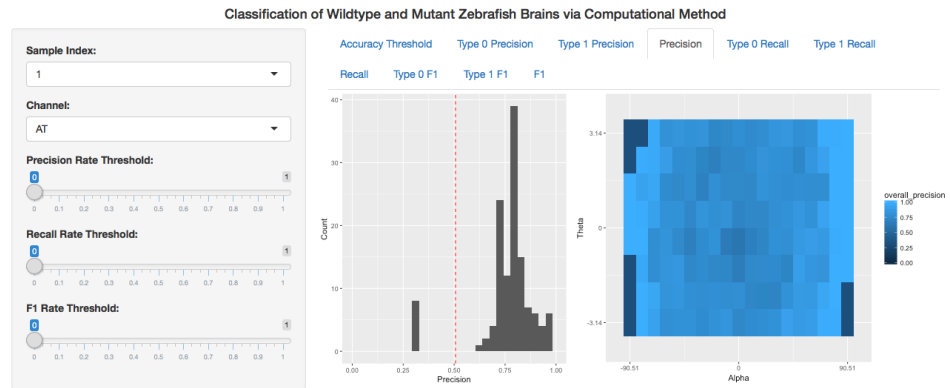 Classification of Wildtype and Mutant Zebrafish Brains via Computational Method
Sample Index:
1
Channel:
AT
Precision Rate Threshold:
0 1
0 0.1 0.2 0.3 0.4 0.5 0.6 0.7 0.8 0.9 1
Recall Rate Threshold:
0 1
0 0.1 0.2 0.3 0.4 0.5 0.6 0.7 0.8 0.9 1
F1 Rate Threshold:
0 1
0 0.1 0.2 0.3 0.4 0.5 0.6 0.7 0.8 0.9 1
Accuracy Threshold Type 0 Precision Type 1 Precision Precision Type 0 Recall Type 1 Recall
Recall Type 0 F1 Type 1 F1 F1
40
30
20
10
0
Count
0.00 0.25 0.50 0.75 1.00
Precision
3.14
0
-3.14
Theta
-90.51 0 90.51
Alpha
overall_precision
1.00
0.75
0.50
0.25
0.00